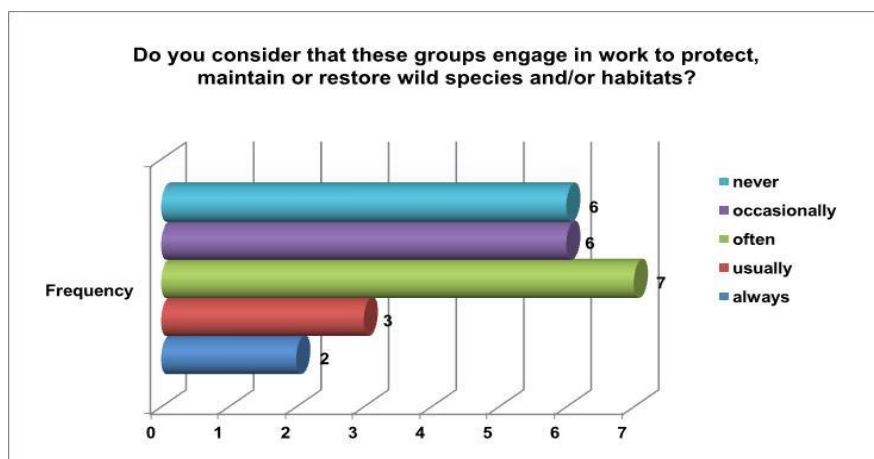 Do you consider that these groups engage in work to protect,
maintain or restore wild species and/or habitats?
never
6
occasionally
6
often
7
Frequency
usually
3
always
2
0 1 2 3 4 5 6 7